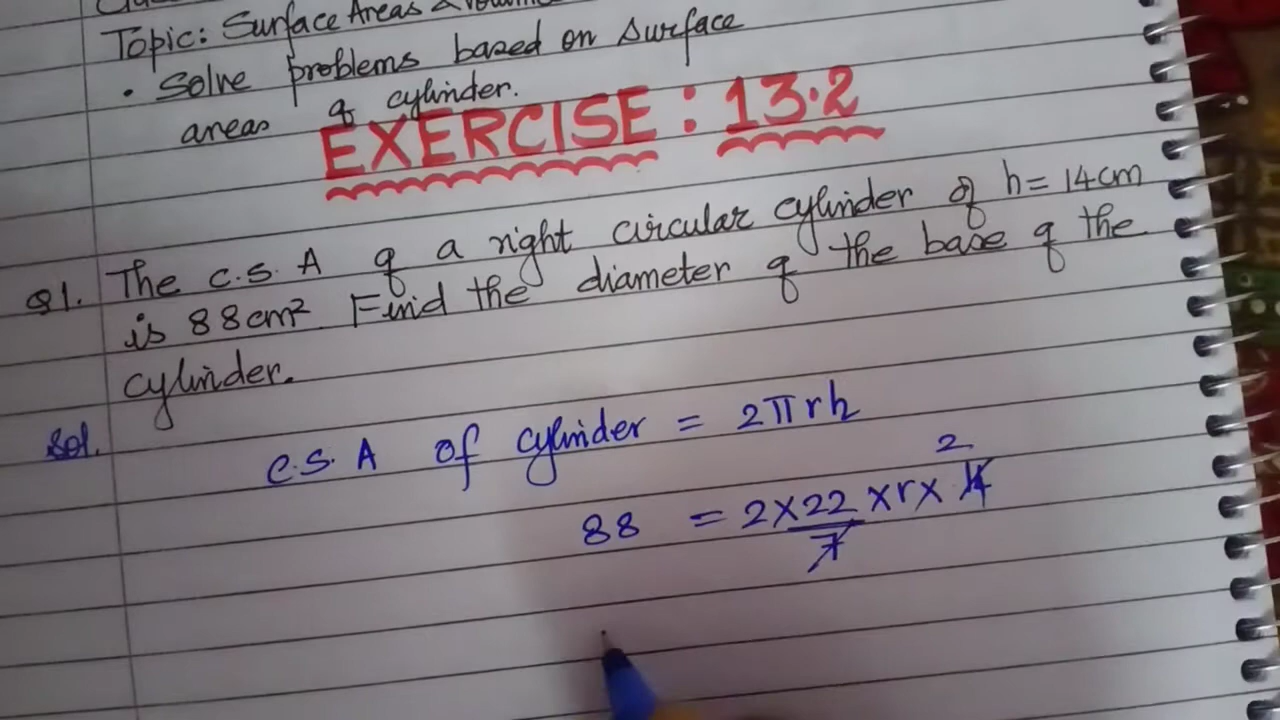 Topic: Surface Areas &
• Solve problems based on surface
areas of cylinder.
EXERCISE : 13.2
Q1. The C.S.A of a right circular cylinder of h = 14cm
is 88cm² Find the diameter of the base of the
cylinder.
Sol. C.S.A of cylinder = 2πrh
2
88 = 2 × 22 × r × 14
7